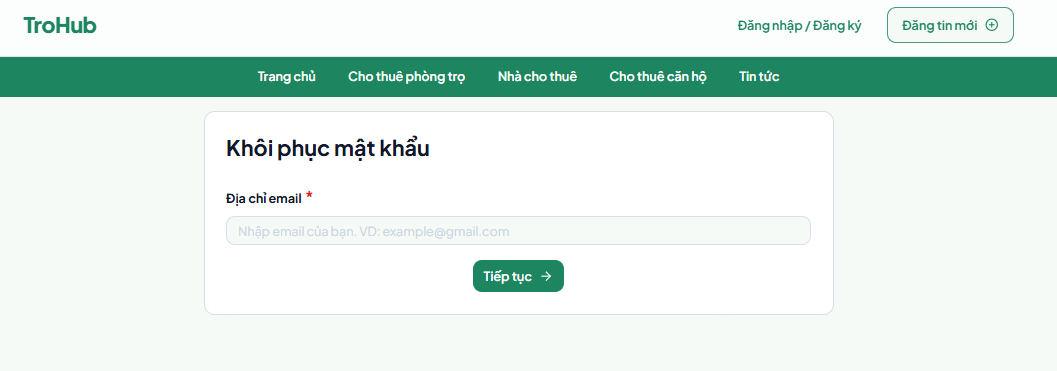 TroHub
Đăng nhập / Đăng ký
Đăng tin mới
Trang chủ
Cho thuê phòng trọ
Nhà cho thuê
Cho thuê căn hộ
Tin tức
Khôi phục mật khẩu
Địa chỉ email *
Nhập email của bạn. VD: example@gmail.com
Tiếp tục →